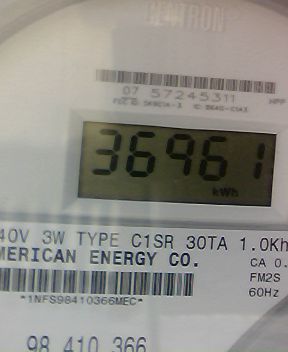 CENTRON
07 57245311
36961
kWh
40V 3W TYPE C1SR 30TA 1.0Kh
MERICAN ENERGY CO.
CA 0.
FM2S
60Hz
*1NFS98410366MEC*
98 410 366